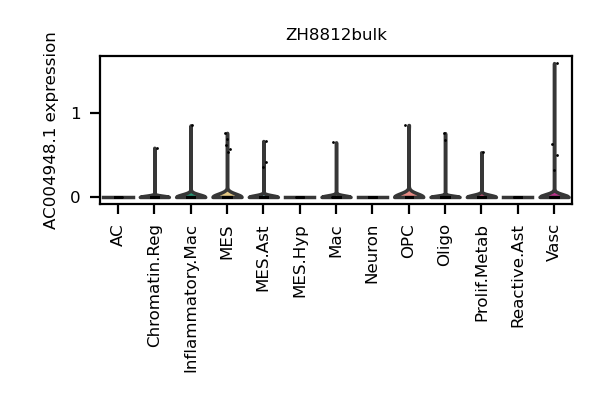 ZH8812bulk
AC004948.1 expression
1
0
AC
Chromatin.Reg
Inflammatory.Mac
MES
MES.Ast
MES.Hyp
Mac
Neuron
OPC
Oligo
Prolif.Metab
Reactive.Ast
Vasc